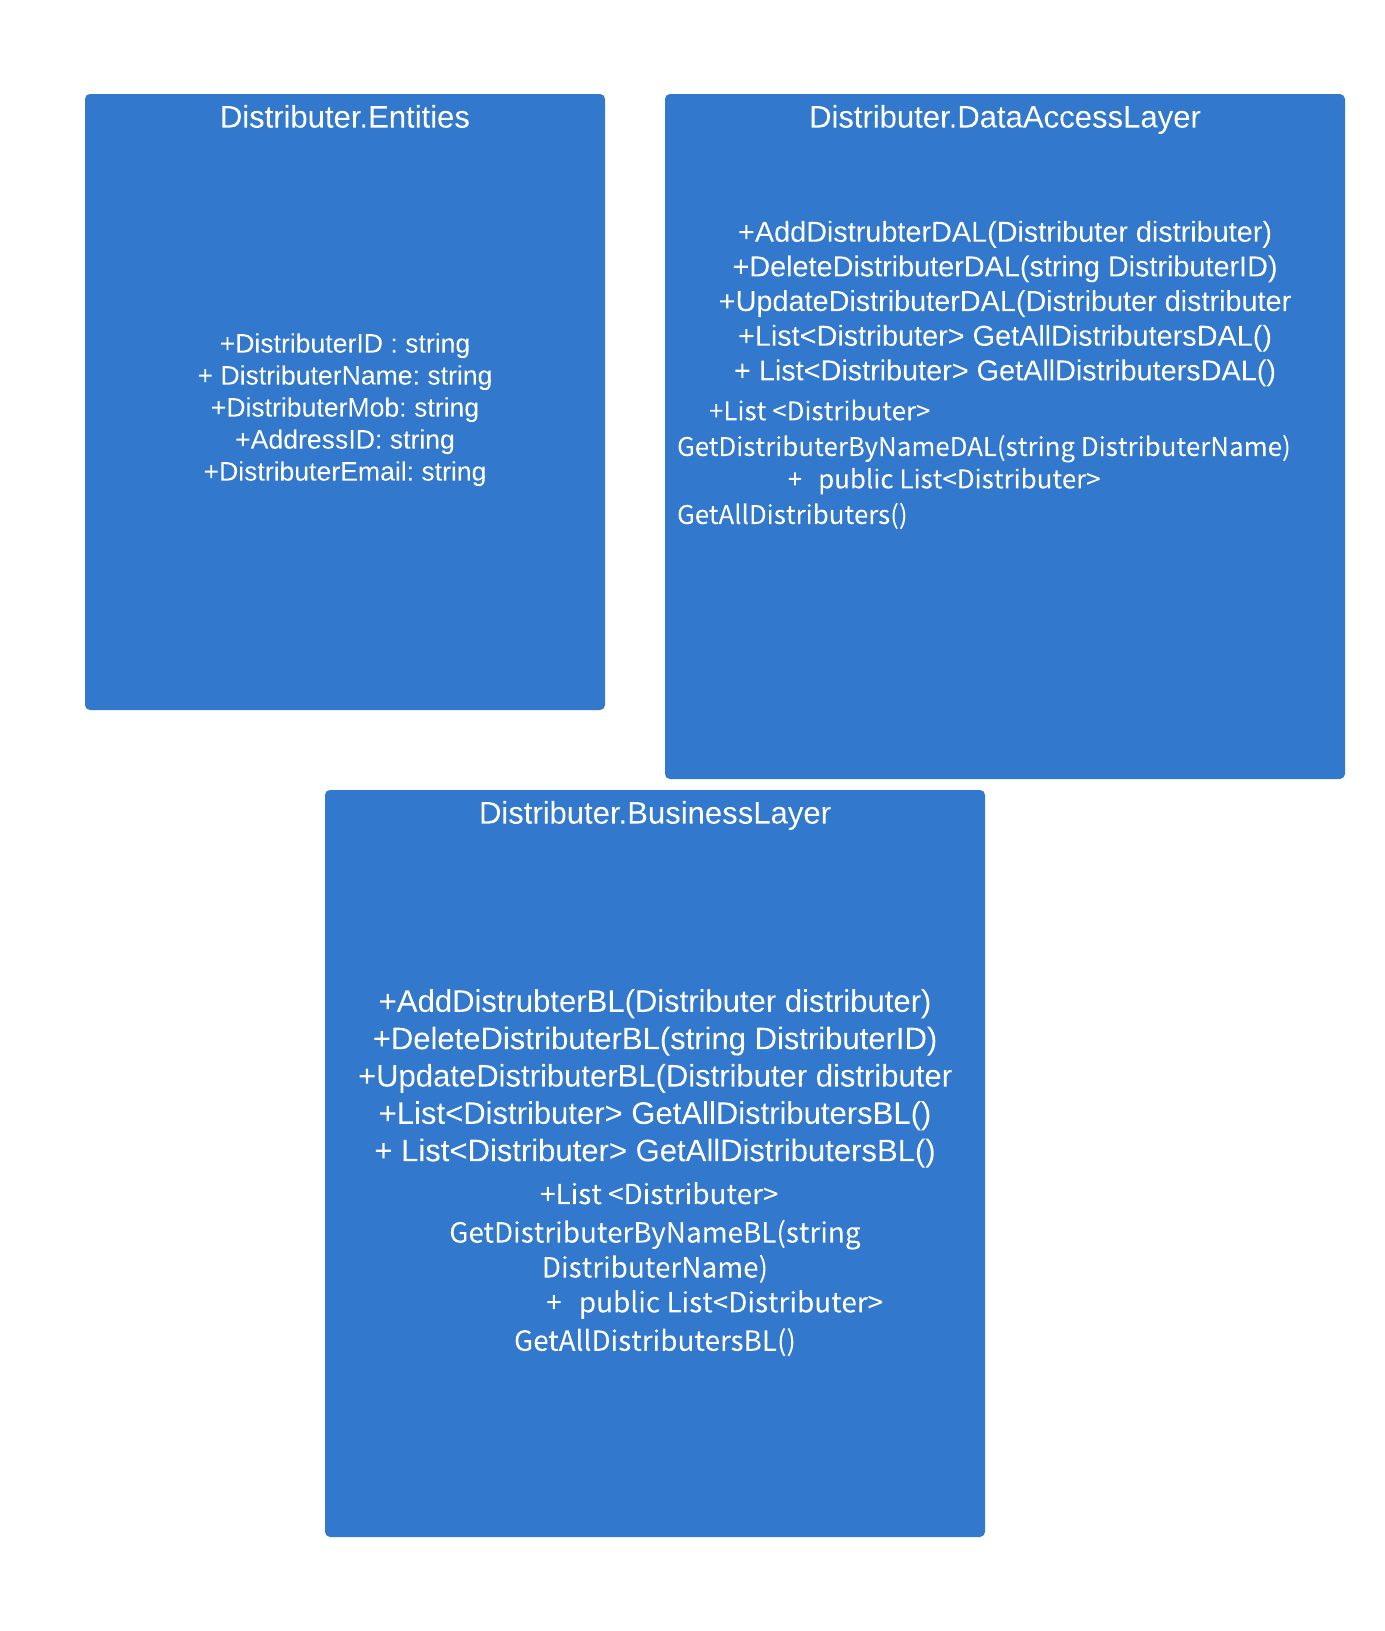 Distributer.Entities
+DistributerID : string
+ DistributerName: string
+DistributerMob: string
+AddressID: string
+DistributerEmail: string
Distributer.DataAccessLayer
+AddDistrubterDAL(Distributer distributer)
+DeleteDistributerDAL(string DistributerID)
+UpdateDistributerDAL(Distributer distributer
+List<Distributer> GetAllDistributersDAL()
+ List<Distributer> GetAllDistributersDAL()
+List <Distributer>
GetDistributerByNameDAL(string DistributerName)
+ public List<Distributer>
GetAllDistributers()
Distributer.BusinessLayer
+AddDistrubterBL(Distributer distributer)
+DeleteDistributerBL(string DistributerID)
+UpdateDistributerBL(Distributer distributer
+List<Distributer> GetAllDistributersBL()
+ List<Distributer> GetAllDistributersBL()
+List <Distributer>
GetDistributerByNameBL(string
DistributerName)
+ public List<Distributer>
GetAllDistributersBL()